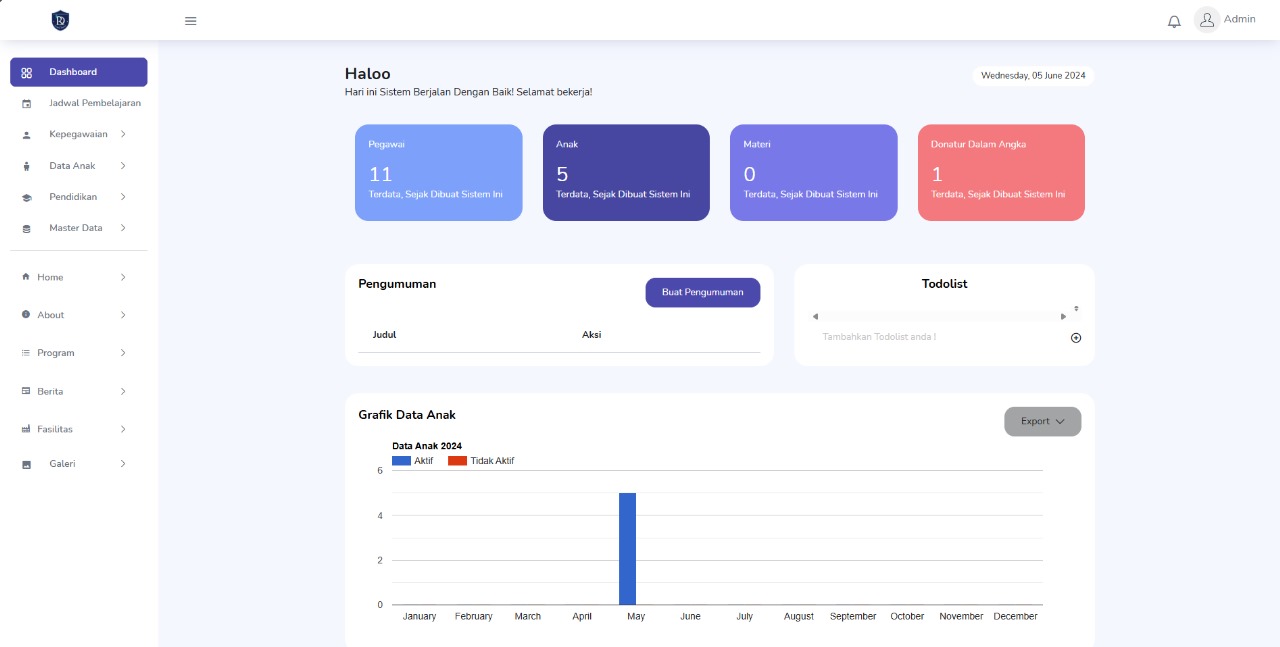 Admin
Dashboard
Jadwal Pembelajaran
Kepegawaian
Data Anak
Pendidikan
Master Data
Home
About
Program
Berita
Fasilitas
Galeri
Haloo
Hari ini Sistem Berjalan Dengan Baik! Selamat bekerja!
Wednesday, 05 June 2024
Pegawai
11
Terdata, Sejak Dibuat Sistem Ini
Anak
5
Terdata, Sejak Dibuat Sistem Ini
Materi
0
Terdata, Sejak Dibuat Sistem Ini
Donatur Dalam Angka
1
Terdata, Sejak Dibuat Sistem Ini
Pengumuman
Buat Pengumuman
Judul Aksi
Todolist
Tambahkan Todolist anda !
Grafik Data Anak
Export
Data Anak 2024
Aktif Tidak Aktif
6
4
2
0
January February March April May June July August September October November December